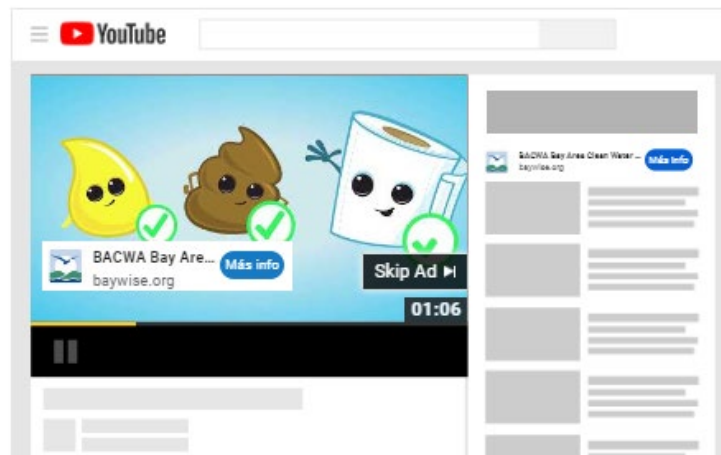 YouTube
BACWA Bay Are...
Más info
baywise.org
Skip Ad
01:06
BACWA Bay Area Clean Water ...
baywise.org
Más info